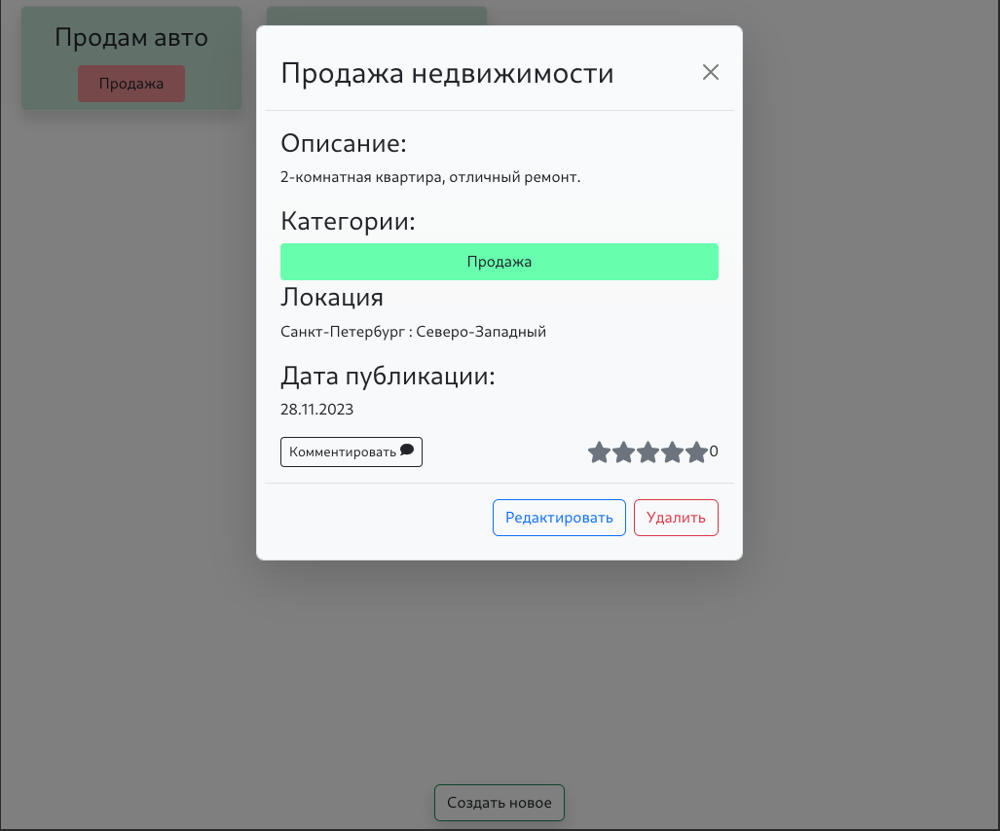 Продам авто
Продажа
Продажа недвижимости
Описание:
2-комнатная квартира, отличный ремонт.
Категории:
Продажа
Локация
Санкт-Петербург : Северо-Западный
Дата публикации:
28.11.2023
Комментировать
0
Редактировать
Удалить
Создать новое